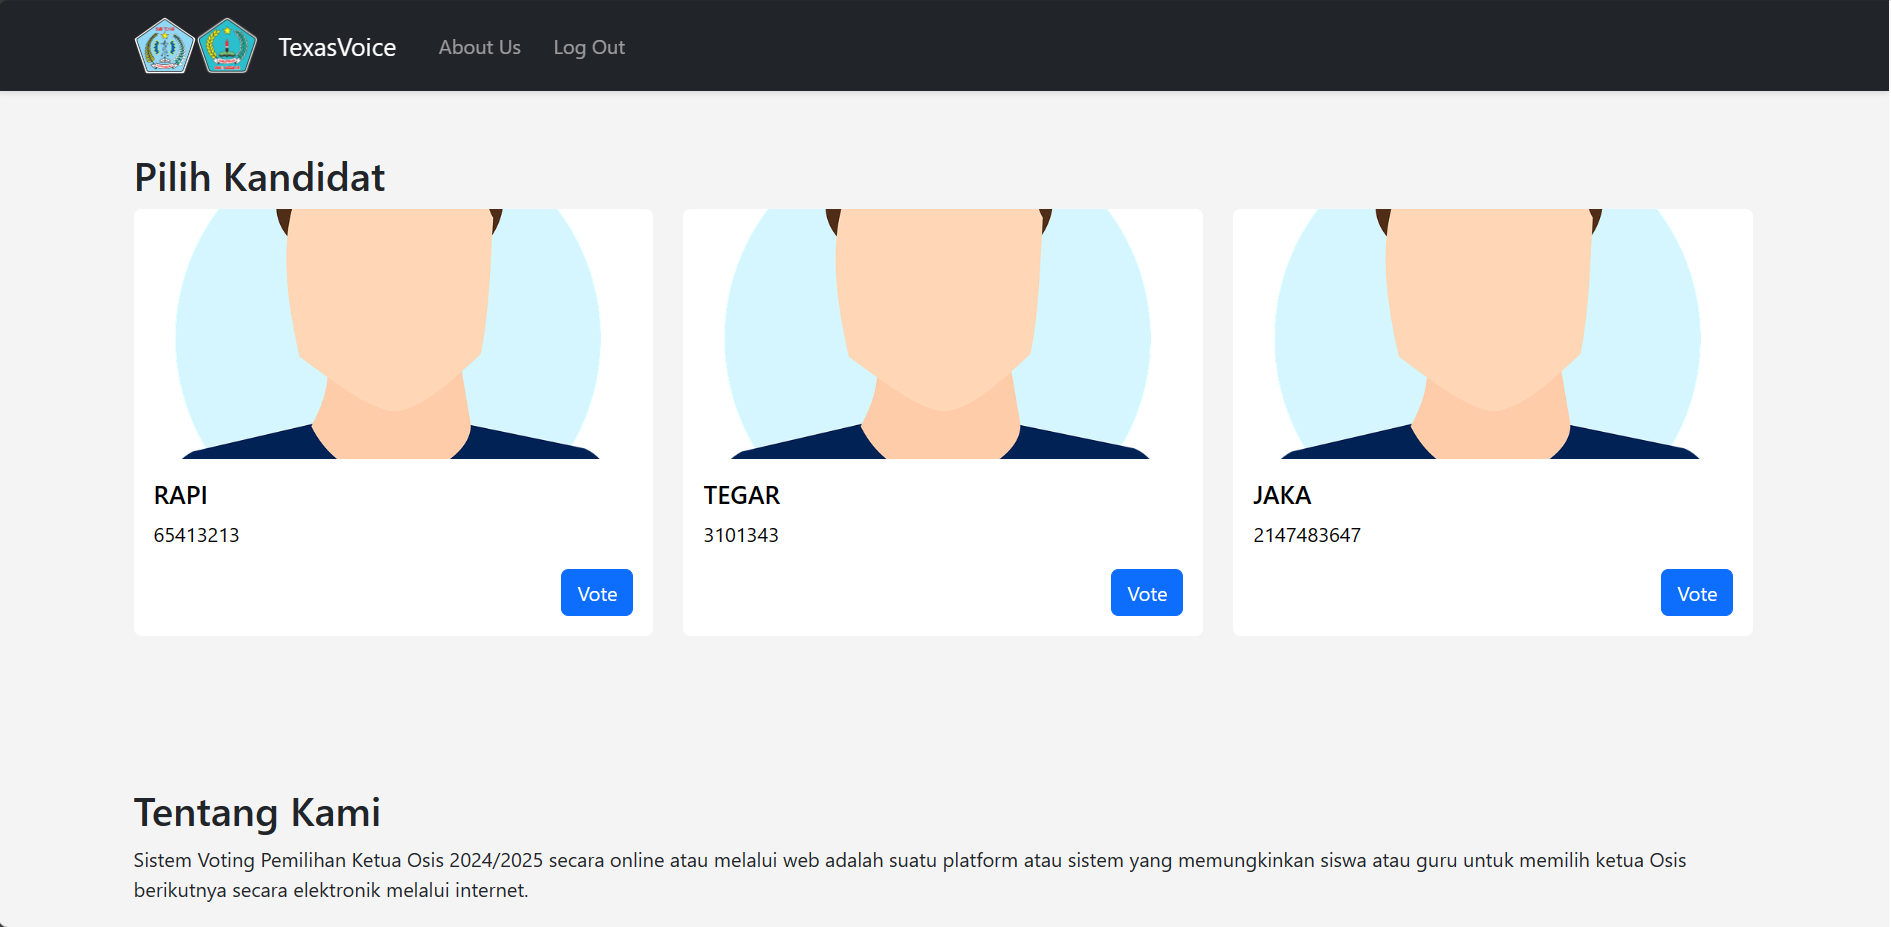 TexasVoice About Us Log Out
Pilih Kandidat
RAPI
65413213
Vote
TEGAR
3101343
Vote
JAKA
2147483647
Vote
Tentang Kami
Sistem Voting Pemilihan Ketua Osis 2024/2025 secara online atau melalui web adalah suatu platform atau sistem yang memungkinkan siswa atau guru untuk memilih ketua Osis
berikutnya secara elektronik melalui internet.